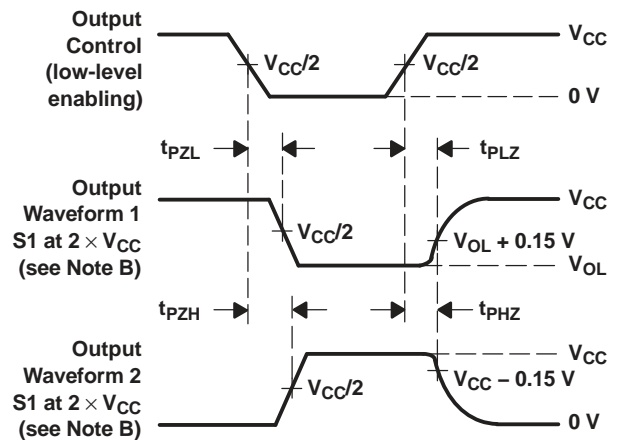 Output
Control
(low-level
enabling)
VCC
VCC/2
VCC/2
0 V
tPZL
tPLZ
Output
Waveform 1
S1 at 2 × VCC
(see Note B)
VCC
VCC/2
VOL + 0.15 V
VOL
tPZH
tPHZ
Output
Waveform 2
S1 at 2 × VCC
(see Note B)
VCC
VCC/2
VCC − 0.15 V
0 V